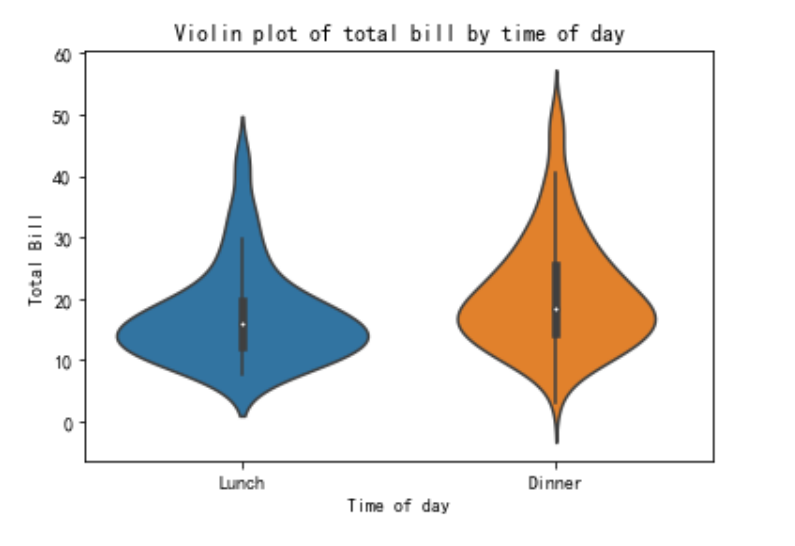 Violin plot of total bill by time of day
60
50
40
30
20
10
0
Total Bill
Lunch Dinner
Time of day